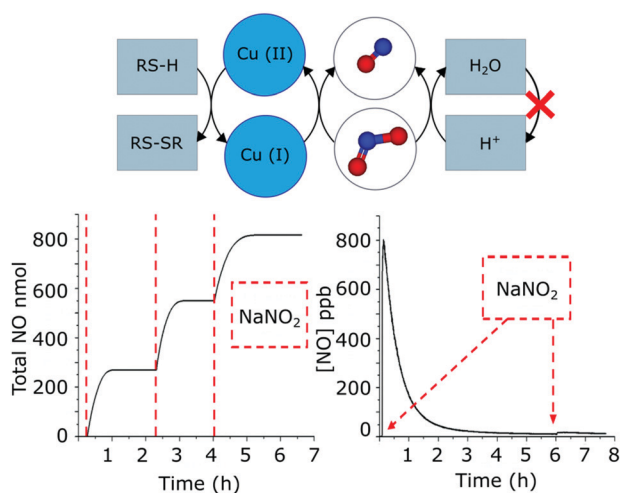 RS-H
Cu (II)
H₂O
RS-SR
Cu (I)
H⁺
Total NO nmol
800
600
400
200
0
NaNO₂
1 2 3 4 5 6 7
Time (h)
[NO] ppb
800
600
400
200
0
NaNO₂
1 2 3 4 5 6 7 8
Time (h)